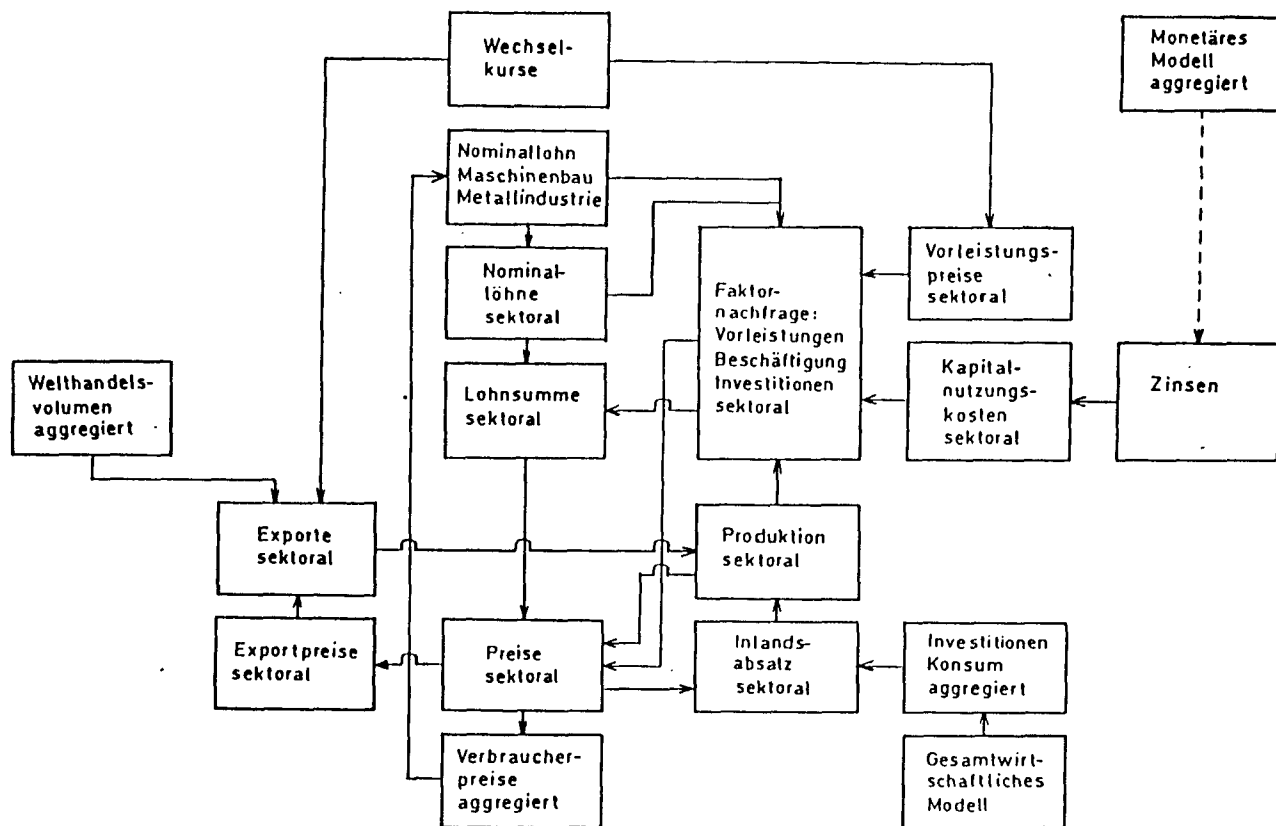 Wechsel-
kurse
Monetäres
Modell
aggregiert
Nominallohn
Maschinenbau
Metallindustrie
Nominal-
löhne
sektoral
Faktor-
nachfrage:
Vorleistungen
Beschäftigung
Investitionen
sektoral
Vorleistungs-
preise
sektoral
Welthandels-
volumen
aggregiert
Lohnsumme
sektoral
Kapital-
nutzungs-
kosten
sektoral
Zinsen
Exporte
sektoral
Produktion
sektoral
Exportpreise
sektoral
Preise
sektoral
Inlands-
absatz
sektoral
Investitionen
Konsum
aggregiert
Verbraucher-
preise
aggregiert
Gesamtwirt-
schaftliches
Modell